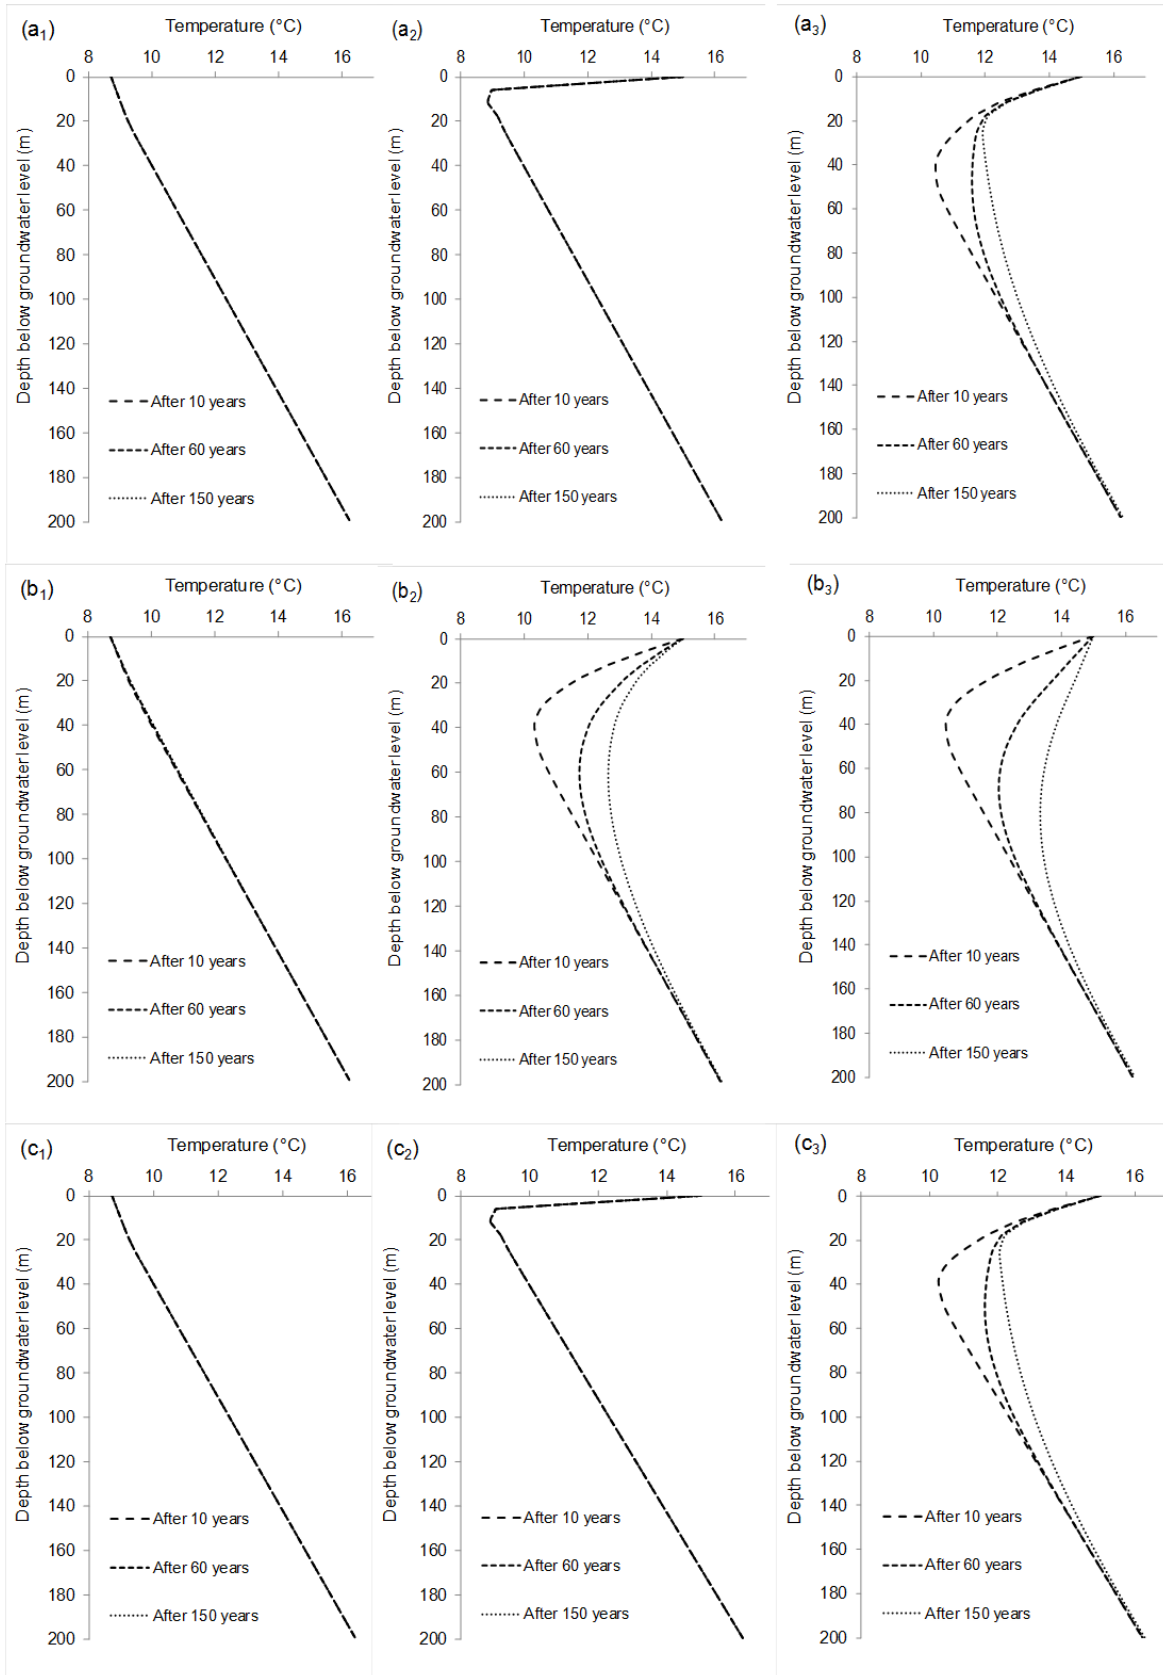 (a1) Temperature (°C)
8 10 12 14 16
0
20
40
60
80
100
120
140
160
180
200
Depth below groundwater level (m)
After 10 years
After 60 years
After 150 years
(a2) Temperature (°C)
8 10 12 14 16
0
20
40
60
80
100
120
140
160
180
200
Depth below groundwater level (m)
After 10 years
After 60 years
After 150 years
(a3) Temperature (°C)
8 10 12 14 16
0
20
40
60
80
100
120
140
160
180
200
Depth below groundwater level (m)
After 10 years
After 60 years
After 150 years
(b1) Temperature (°C)
8 10 12 14 16
0
20
40
60
80
100
120
140
160
180
200
Depth below groundwater level (m)
After 10 years
After 60 years
After 150 years
(b2) Temperature (°C)
8 10 12 14 16
0
20
40
60
80
100
120
140
160
180
200
Depth below groundwater level (m)
After 10 years
After 60 years
After 150 years
(b3) Temperature (°C)
8 10 12 14 16
0
20
40
60
80
100
120
140
160
180
200
Depth below groundwater level (m)
After 10 years
After 60 years
After 150 years
(c1) Temperature (°C)
8 10 12 14 16
0
20
40
60
80
100
120
140
160
180
200
Depth below groundwater level (m)
After 10 years
After 60 years
After 150 years
(c2) Temperature (°C)
8 10 12 14 16
0
20
40
60
80
100
120
140
160
180
200
Depth below groundwater level (m)
After 10 years
After 60 years
After 150 years
(c3) Temperature (°C)
8 10 12 14 16
0
20
40
60
80
100
120
140
160
180
200
Depth below groundwater level (m)
After 10 years
After 60 years
After 150 years